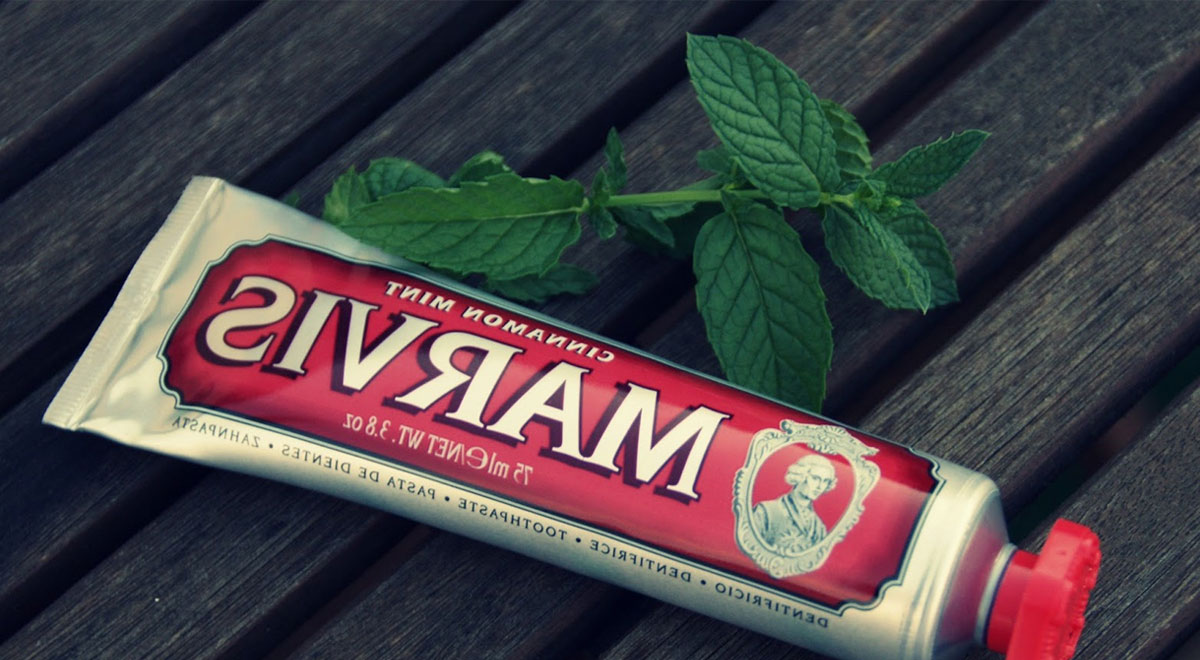 CINNAMON MINT
MARVIS
75 ml e/NET WT. 3.8 oz
DENTIFRICIO • DENTIFRICE • TOOTHPASTE • PASTA DE DIENTES • ZAHNPASTA